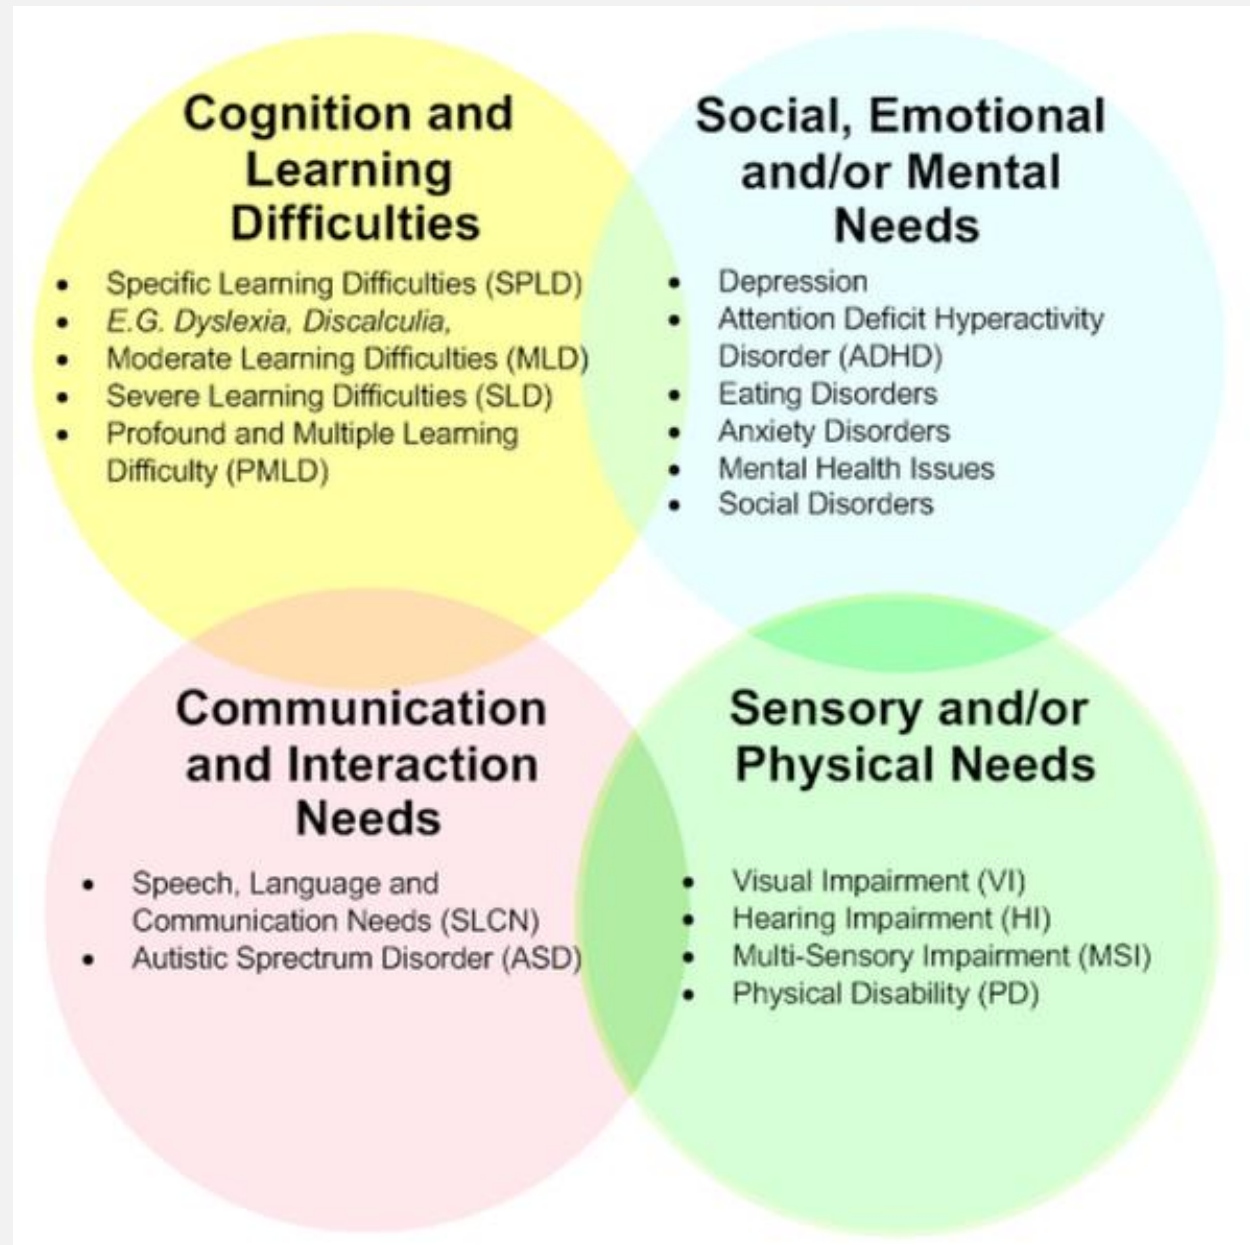 Cognition and
Learning
Difficulties
• Specific Learning Difficulties (SPLD)
• E.G. Dyslexia, Discalculia,
• Moderate Learning Difficulties (MLD)
• Severe Learning Difficulties (SLD)
• Profound and Multiple Learning
Difficulty (PMLD)
Social, Emotional
and/or Mental
Needs
• Depression
• Attention Deficit Hyperactivity
Disorder (ADHD)
• Eating Disorders
• Anxiety Disorders
• Mental Health Issues
• Social Disorders
Communication
and Interaction
Needs
• Speech, Language and
Communication Needs (SLCN)
• Autistic Sprectrum Disorder (ASD)
Sensory and/or
Physical Needs
• Visual Impairment (VI)
• Hearing Impairment (HI)
• Multi-Sensory Impairment (MSI)
• Physical Disability (PD)